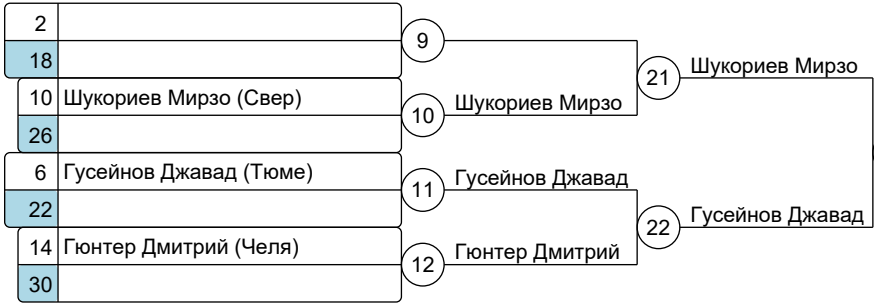 2
9
18
21 Шукориев Мирзо
10 Шукориев Мирзо (Свер)
10 Шукориев Мирзо
26
6 Гусейнов Джавад (Тюме)
11 Гусейнов Джавад
22
22 Гусейнов Джавад
14 Гюнтер Дмитрий (Челя)
12 Гюнтер Дмитрий
30